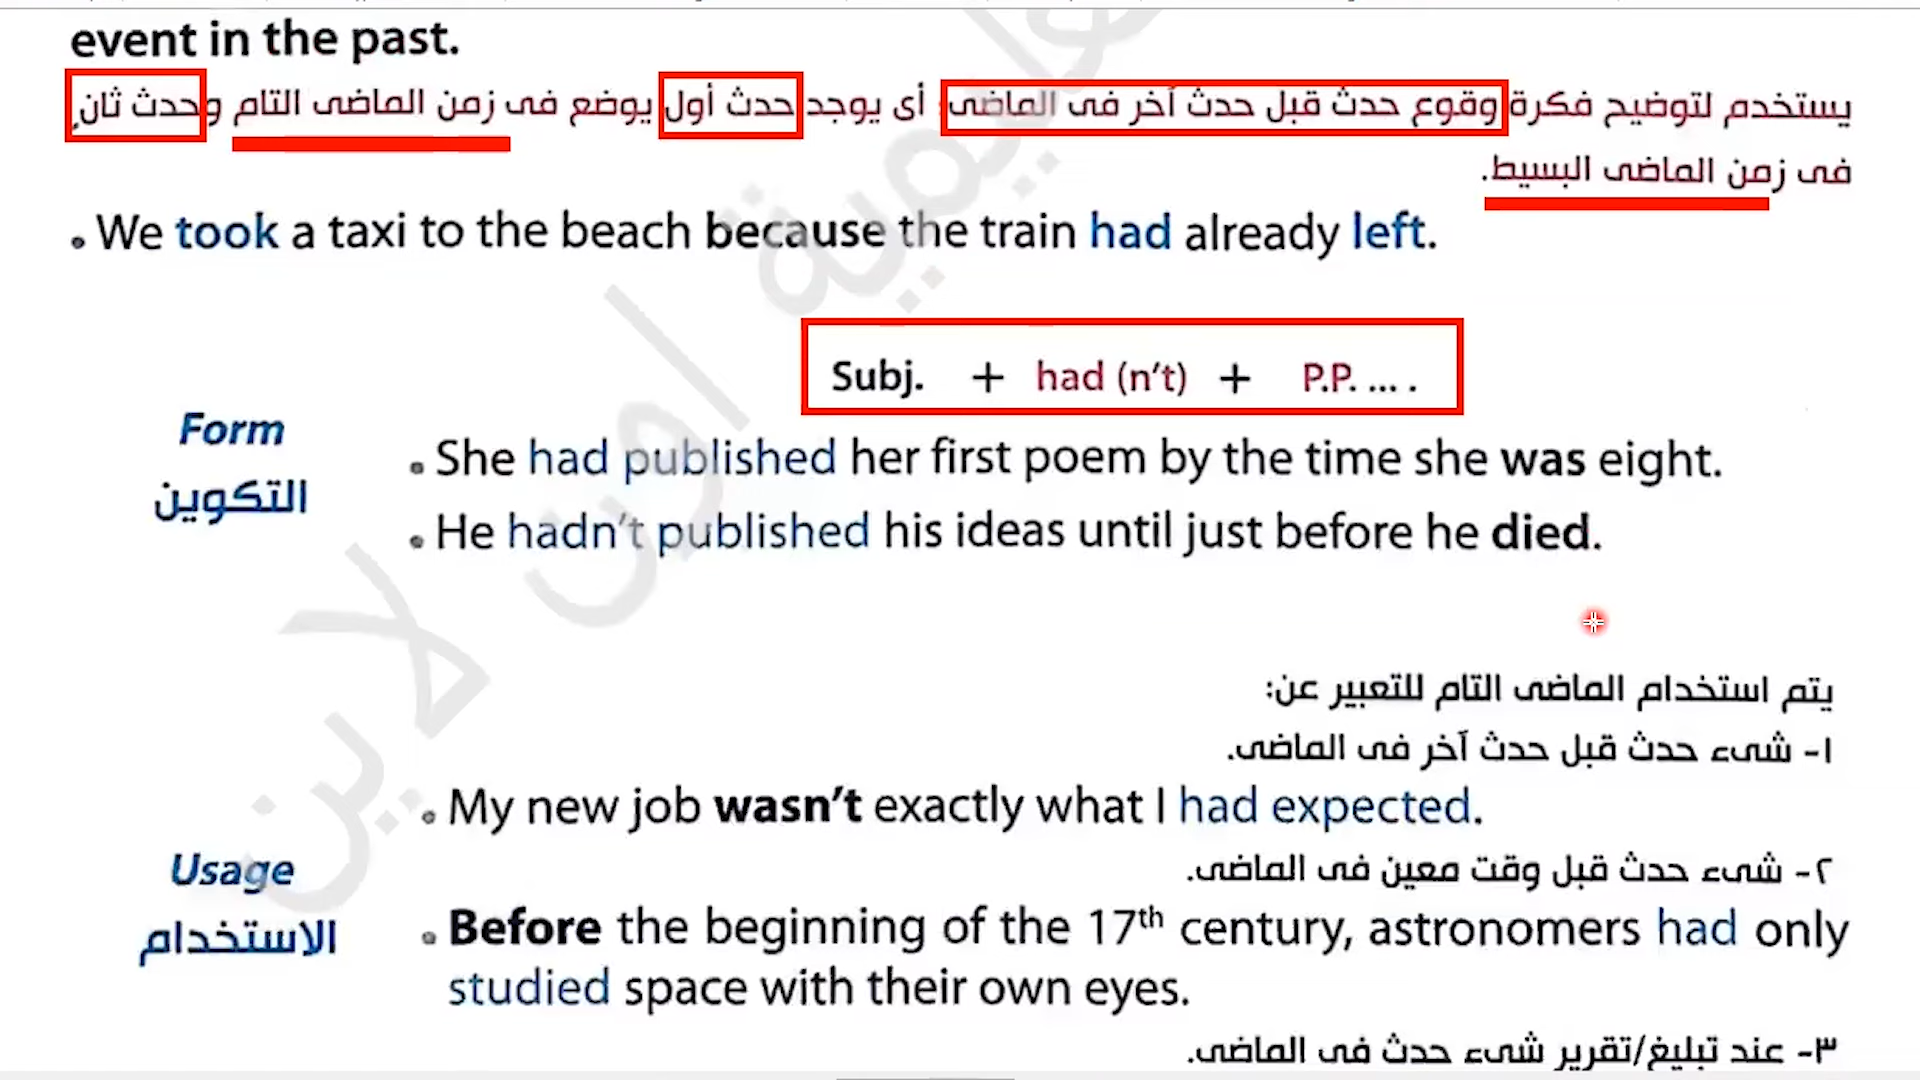 event in the past.
يستخدم لتوضيح فكرة وقوع حدث قبل حدث آخر فى الماضى، أى يوجد حدث أول يوضع فى زمن الماضى التام وحدث ثانٍ
فى زمن الماضى البسيط.
• We took a taxi to the beach because the train had already left.
Subj. + had (n't) + P.P. ... .
Form
التكوين
• She had published her first poem by the time she was eight.
• He hadn't published his ideas until just before he died.
يتم استخدام الماضى التام للتعبير عن:
١- شىء حدث قبل حدث آخر فى الماضى.
• My new job wasn't exactly what I had expected.
Usage
الاستخدام
٢- شىء حدث قبل وقت معين فى الماضى.
• Before the beginning of the 17th century, astronomers had only
studied space with their own eyes.
٣- عند تبليغ/تقرير شىء حدث فى الماضى.